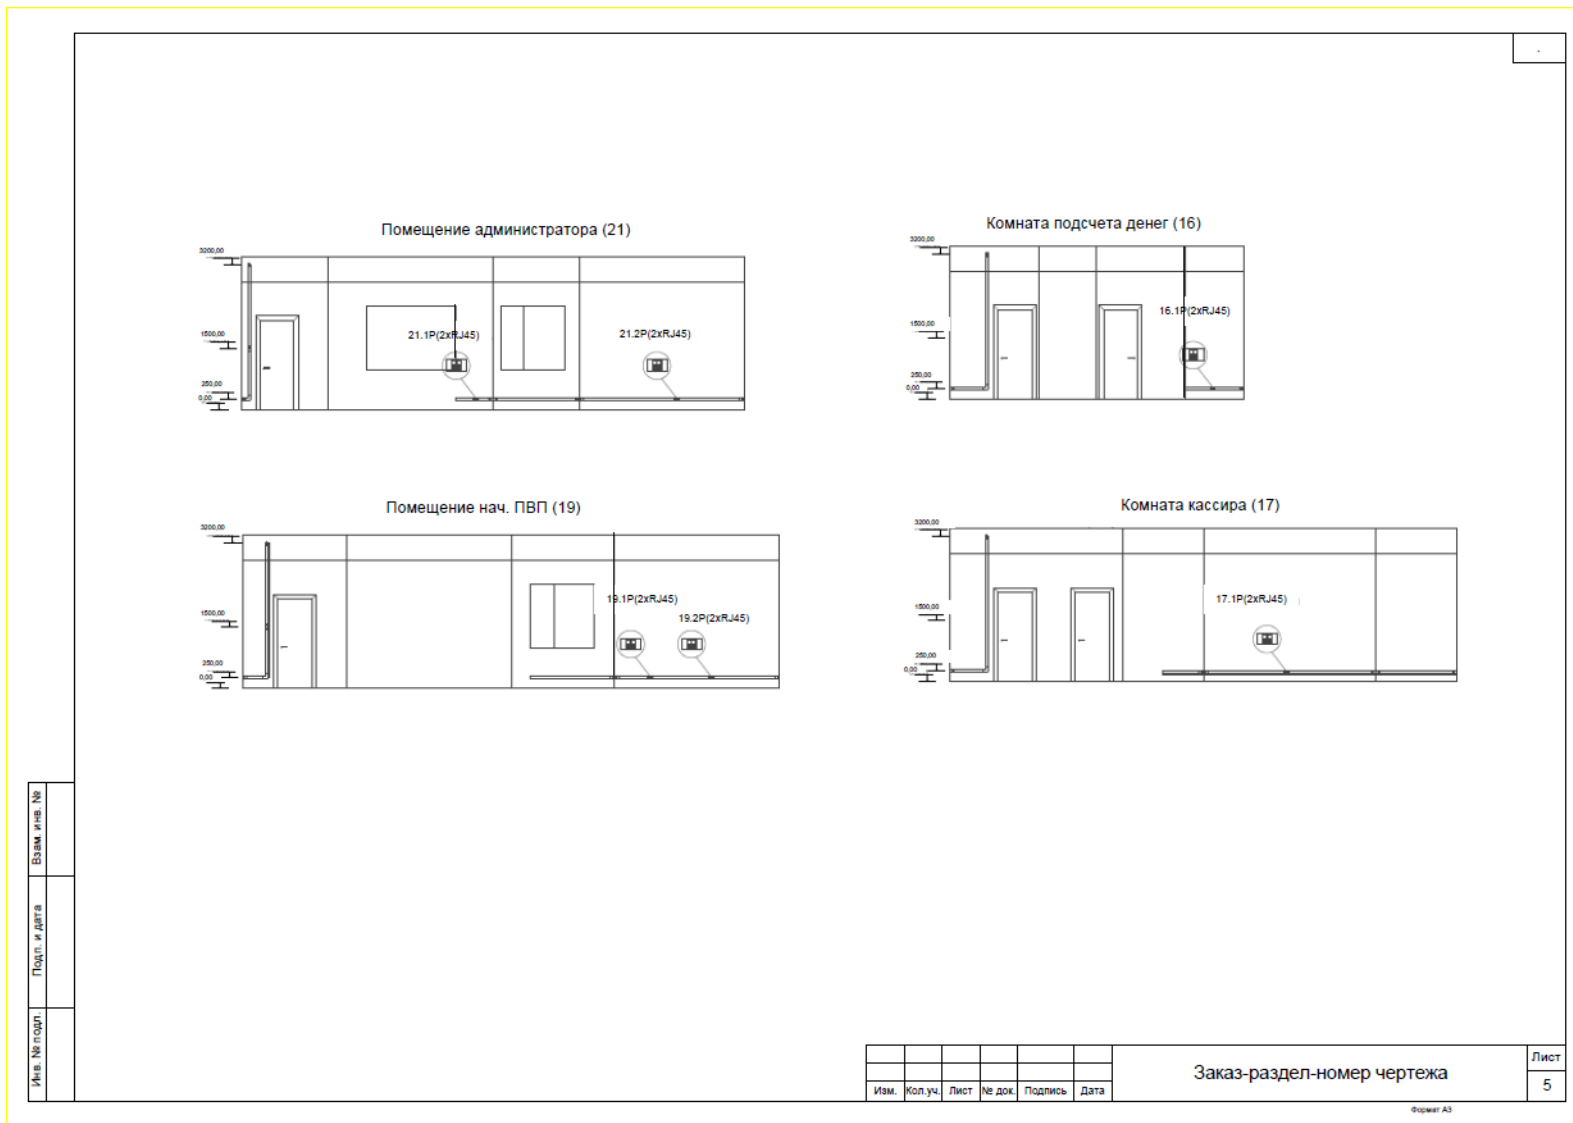 Помещение администратора (21)
3200,00
1500,00
250,00
0,00
21.1P(2xRJ45)
21.2P(2xRJ45)
Комната подсчета денег (16)
3200,00
1500,00
250,00
0,00
16.1P(2xRJ45)
Помещение нач. ПВП (19)
3200,00
1500,00
250,00
0,00
19.1P(2xRJ45)
19.2P(2xRJ45)
Комната кассира (17)
3200,00
1500,00
250,00
0,00
17.1P(2xRJ45)
Взам. инв. №
Подп. и дата
Инв. № подл.
Изм. Кол.уч. Лист № док. Подпись Дата
Заказ-раздел-номер чертежа
Лист
5
Формат А3